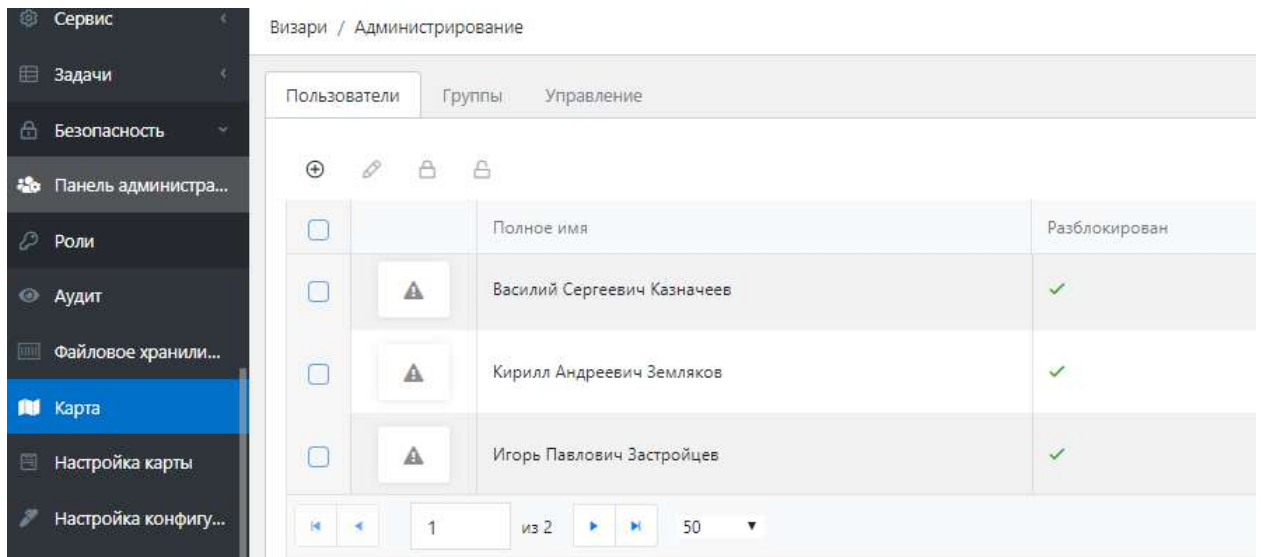 Сервис
Задачи
Безопасность
Панель администра...
Роли
Аудит
Файловое хранили...
Карта
Настройка карты
Настройка конфигу...
Визари / Администрирование
Пользователи Группы Управление
Полное имя Разблокирован
Василий Сергеевич Казначеев
Кирилл Андреевич Земляков
Игорь Павлович Застройцев
1 из 2 50